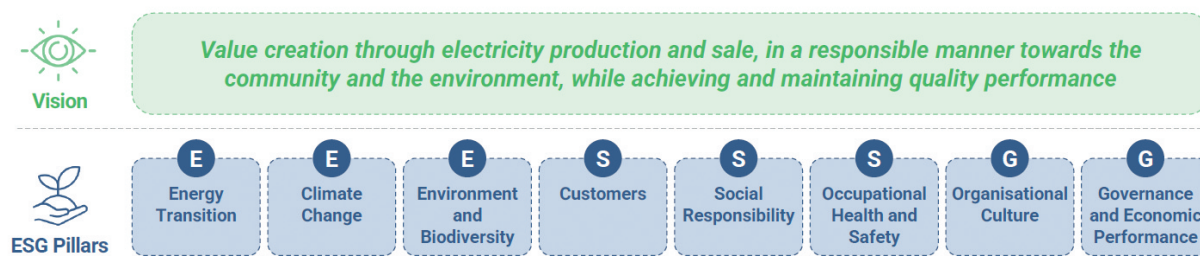 Value creation through electricity production and sale, in a responsible manner towards the
community and the environment, while achieving and maintaining quality performance
Vision
E
E
E
S
S
S
G
G
Energy
Transition
Climate
Change
Environment
and
Biodiversity
Customers
Social
Responsibility
Occupational
Health and
Safety
Organisational
Culture
Governance
and Economic
Performance
ESG Pillars